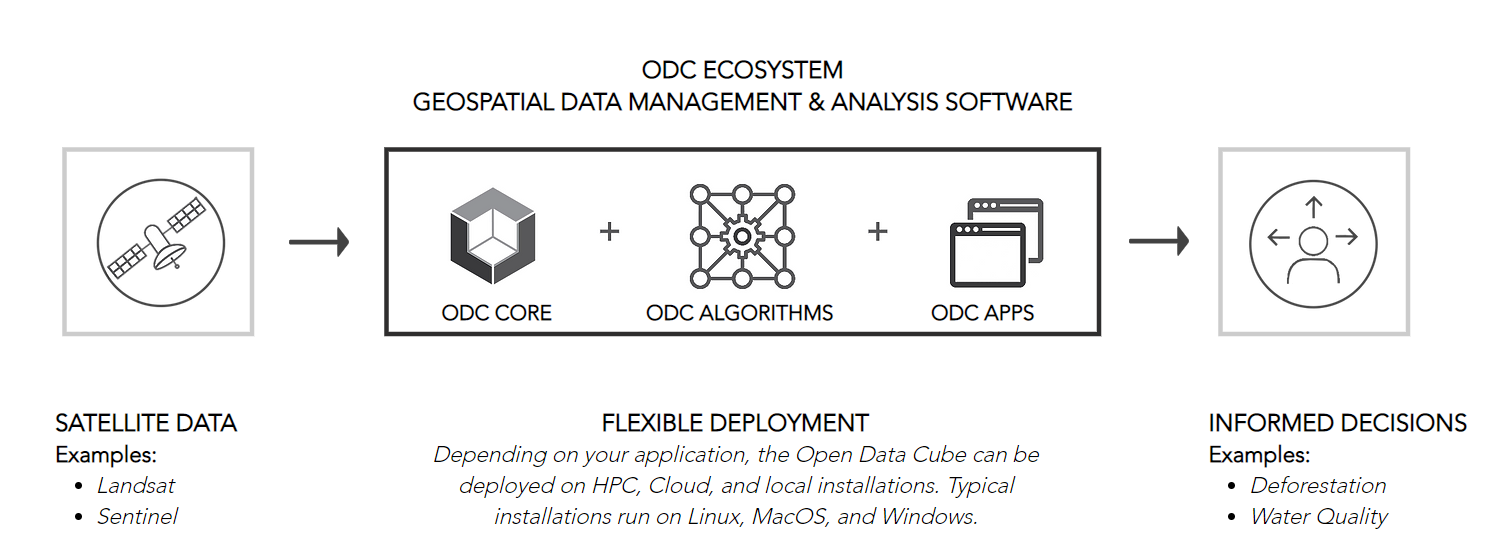 ODC ECOSYSTEM
GEOSPATIAL DATA MANAGEMENT & ANALYSIS SOFTWARE
ODC CORE
+
ODC ALGORITHMS
+
ODC APPS
SATELLITE DATA
Examples:
• Landsat
• Sentinel
FLEXIBLE DEPLOYMENT
Depending on your application, the Open Data Cube can be
deployed on HPC, Cloud, and local installations. Typical
installations run on Linux, MacOS, and Windows.
INFORMED DECISIONS
Examples:
• Deforestation
• Water Quality